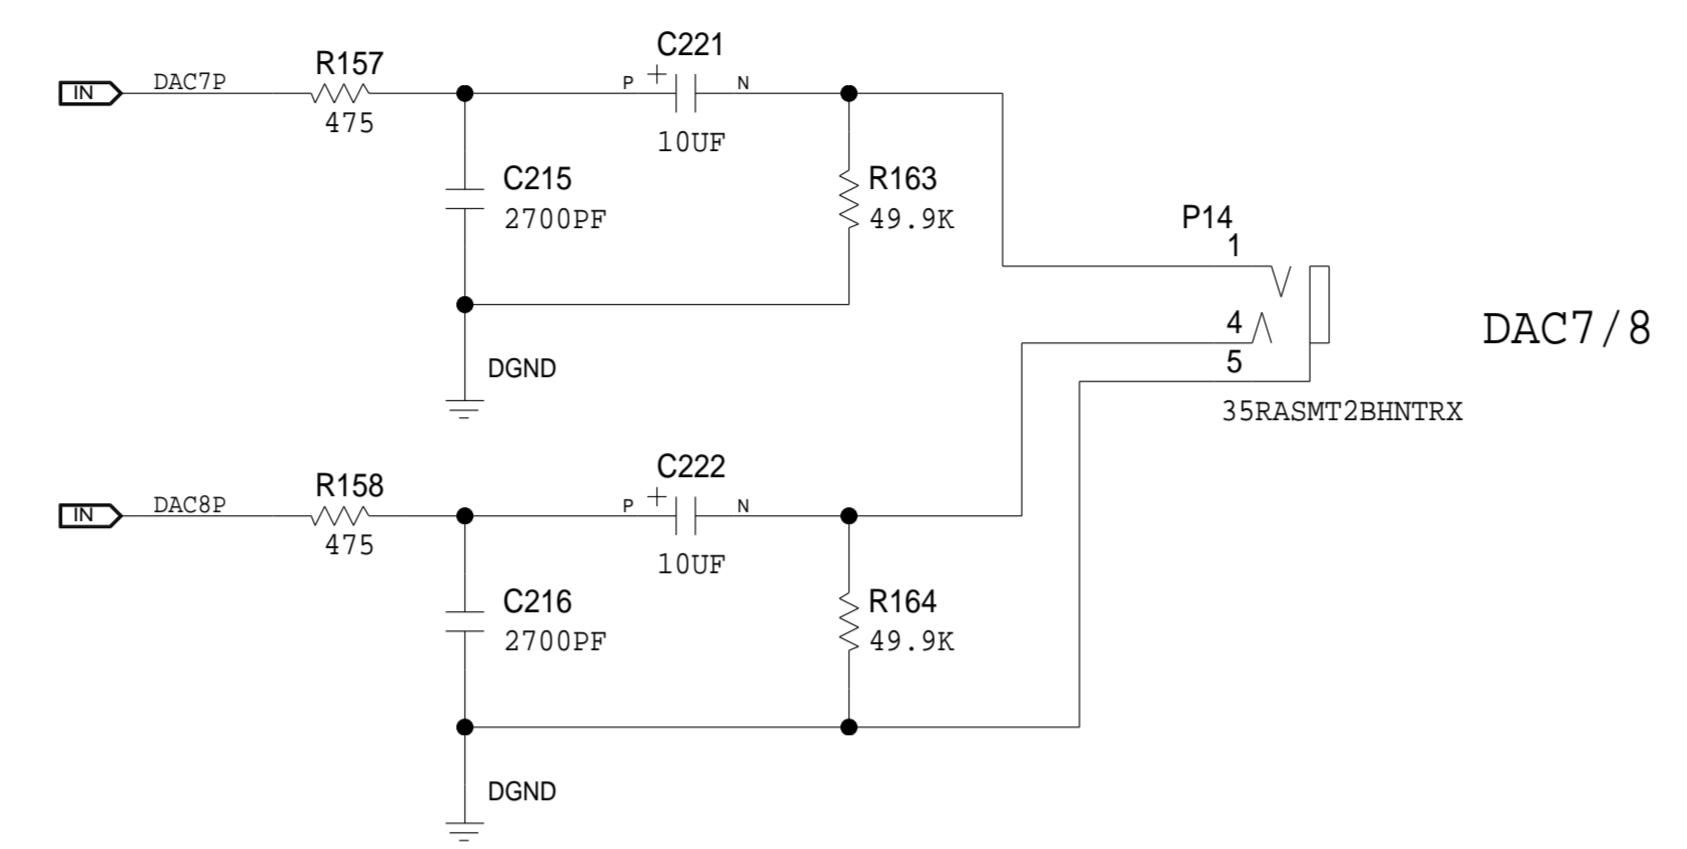 C221
R157
IN
DAC7P
P
+
N
475
10UF
C215
2700PF
R163
49.9K
P14
1
4
5
DAC7/8
35RASMT2BHNTRX
DGND
C222
R158
IN
DAC8P
P
+
N
475
10UF
C216
2700PF
R164
49.9K
DGND